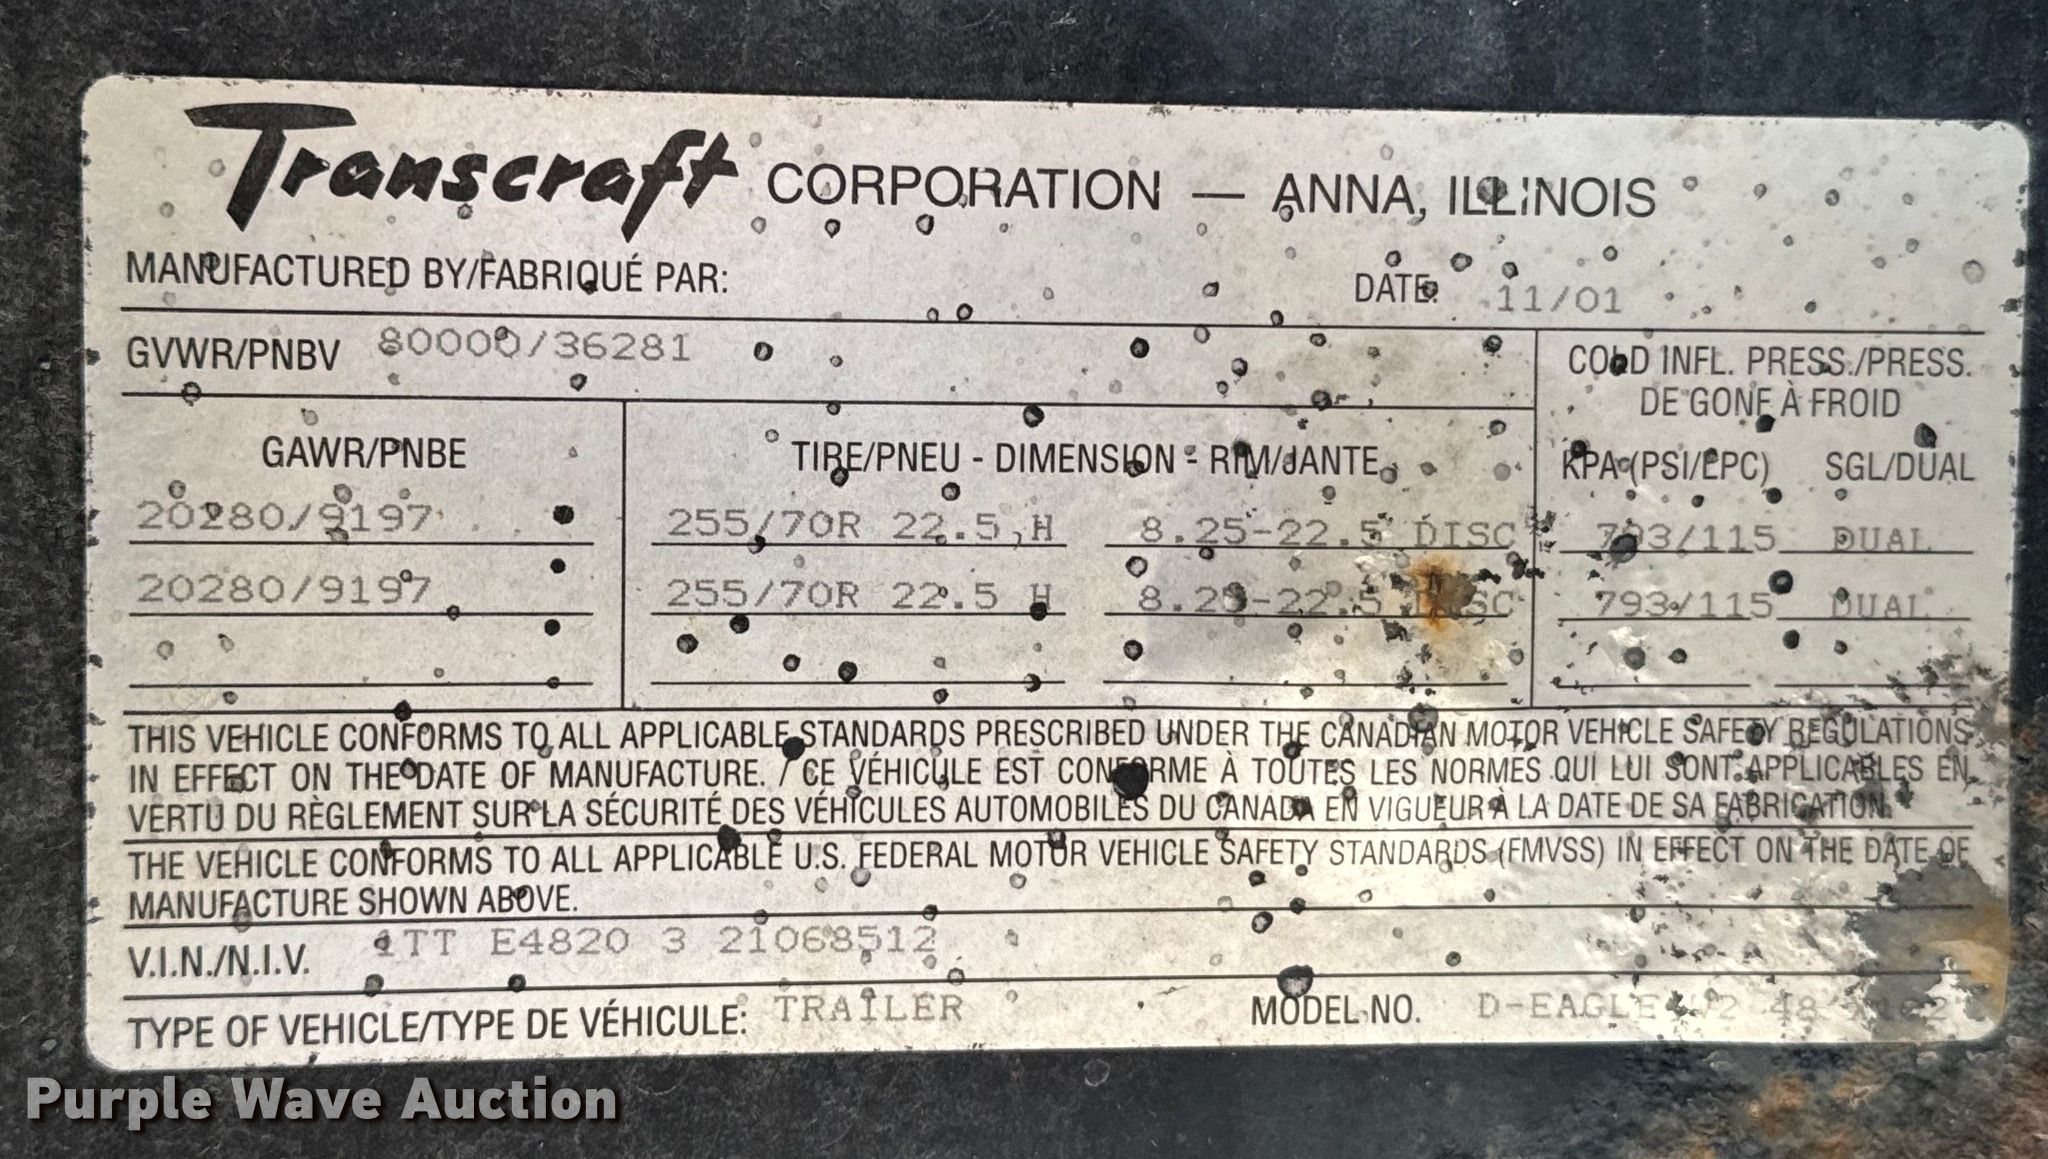 Transcraft CORPORATION — ANNA, ILLINOIS
MANUFACTURED BY/FABRIQUÉ PAR: DATE: 11/01
GVWR/PNBV 80000/36281 COLD INFL. PRESS./PRESS.
DE GONF À FROID
GAWR/PNBE TIRE/PNEU - DIMENSION - RIM/JANTE KPA (PSI/LPC) SGL/DUAL
20280/9197 255/70R 22.5,H 8.25-22.5 DISC 793/115 DUAL
20280/9197 255/70R 22.5 H 8.25-22.5 DISC 793/115 DUAL
THIS VEHICLE CONFORMS TO ALL APPLICABLE STANDARDS PRESCRIBED UNDER THE CANADIAN MOTOR VEHICLE SAFETY REGULATIONS
IN EFFECT ON THE DATE OF MANUFACTURE. / CE VÉHICULE EST CONFORME À TOUTES LES NORMES QUI LUI SONT APPLICABLES EN
VERTU DU RÈGLEMENT SUR LA SÉCURITÉ DES VÉHICULES AUTOMOBILES DU CANADA EN VIGUEUR À LA DATE DE SA FABRICATION.
THE VEHICLE CONFORMS TO ALL APPLICABLE U.S. FEDERAL MOTOR VEHICLE SAFETY STANDARDS (FMVSS) IN EFFECT ON THE DATE OF
MANUFACTURE SHOWN ABOVE.
V.I.N./N.I.V. 1TT E4820 3 21068512
TYPE OF VEHICLE/TYPE DE VÉHICULE: TRAILER MODEL NO. D-EAGLE 48
Purple Wave Auction